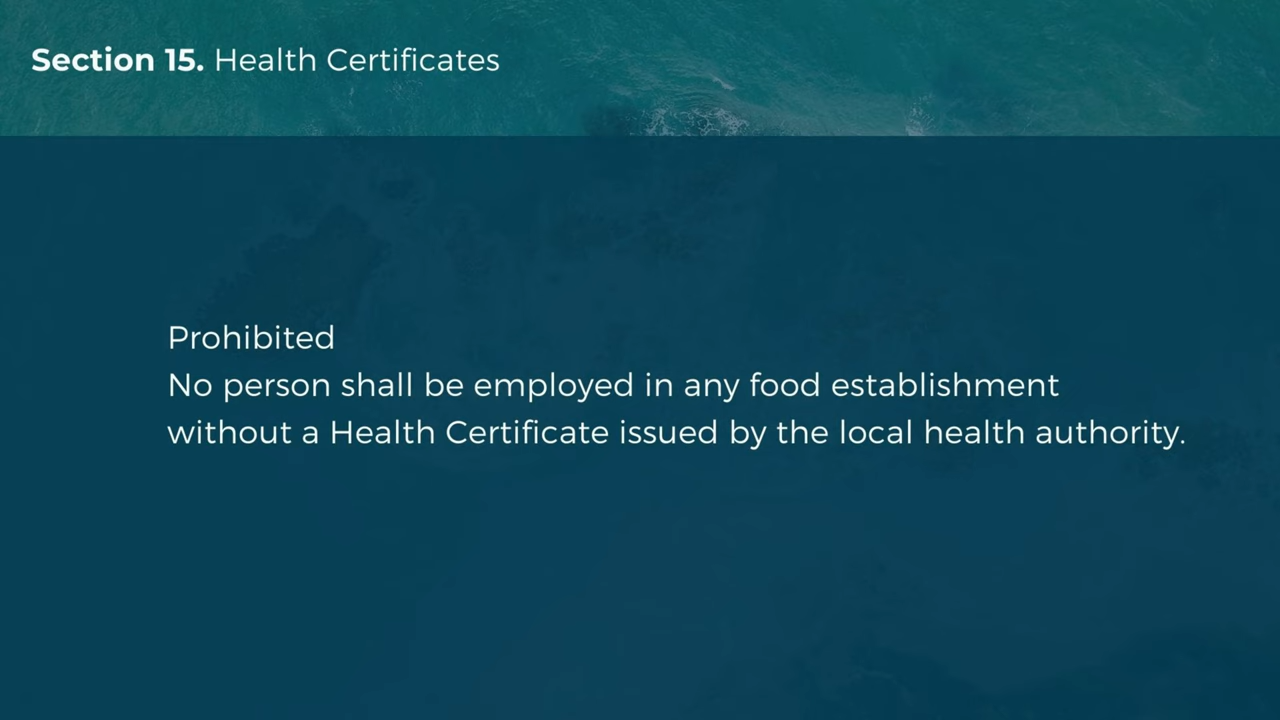 Section 15. Health Certificates
Prohibited
No person shall be employed in any food establishment
without a Health Certificate issued by the local health authority.